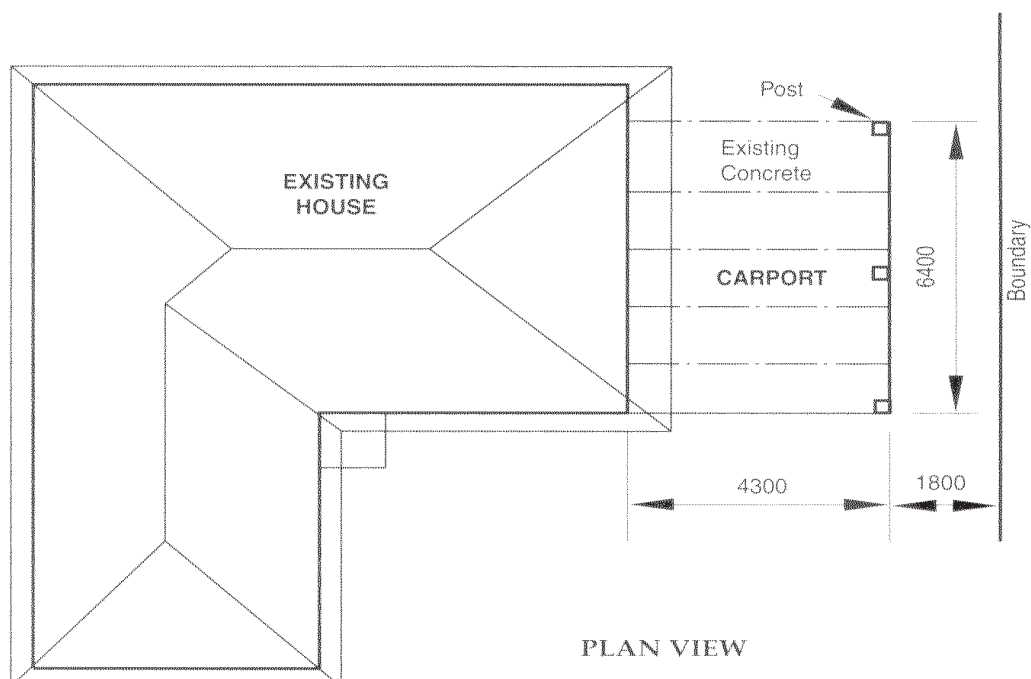 Post
Existing
Concrete
EXISTING
HOUSE
CARPORT
6400
Boundary
4300
1800
PLAN VIEW